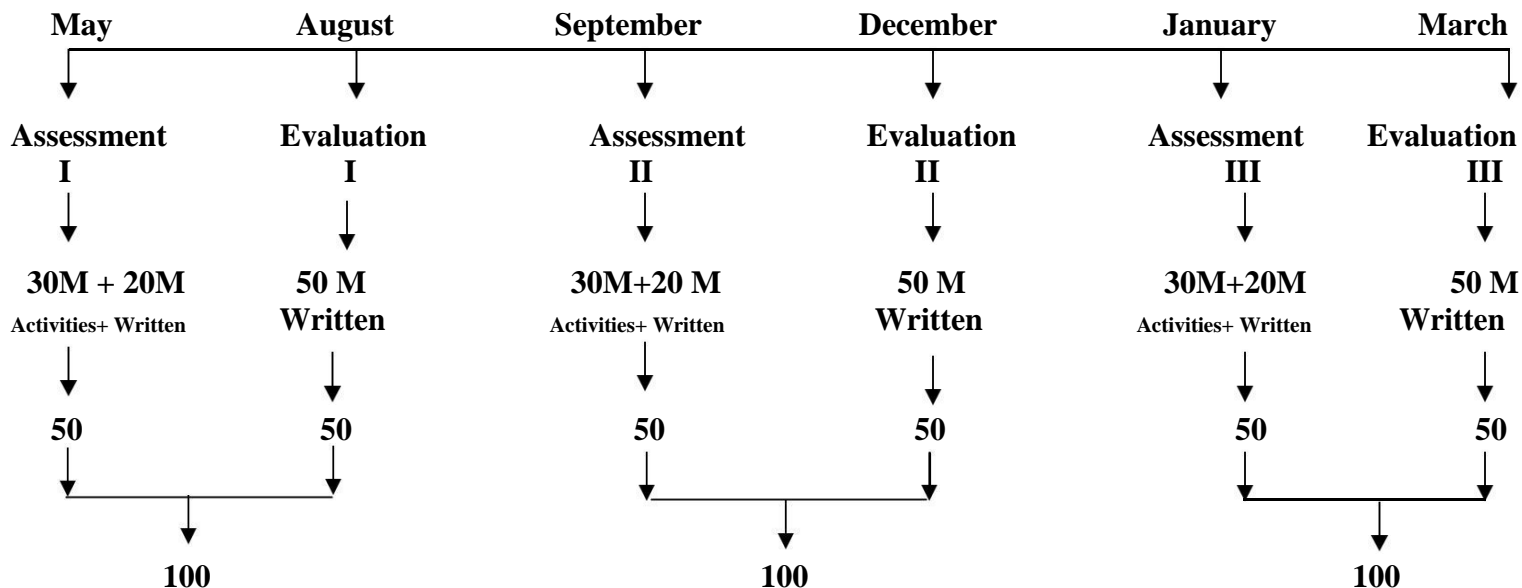 May August September December January March
Assessment Evaluation Assessment Evaluation Assessment Evaluation
I I II II III III
30M + 20M 50 M 30M+20 M 50 M 30M+20M 50 M
Activities+ Written Written Activities+ Written Written Activities+ Written Written
50 50 50 50 50 50
100 100 100